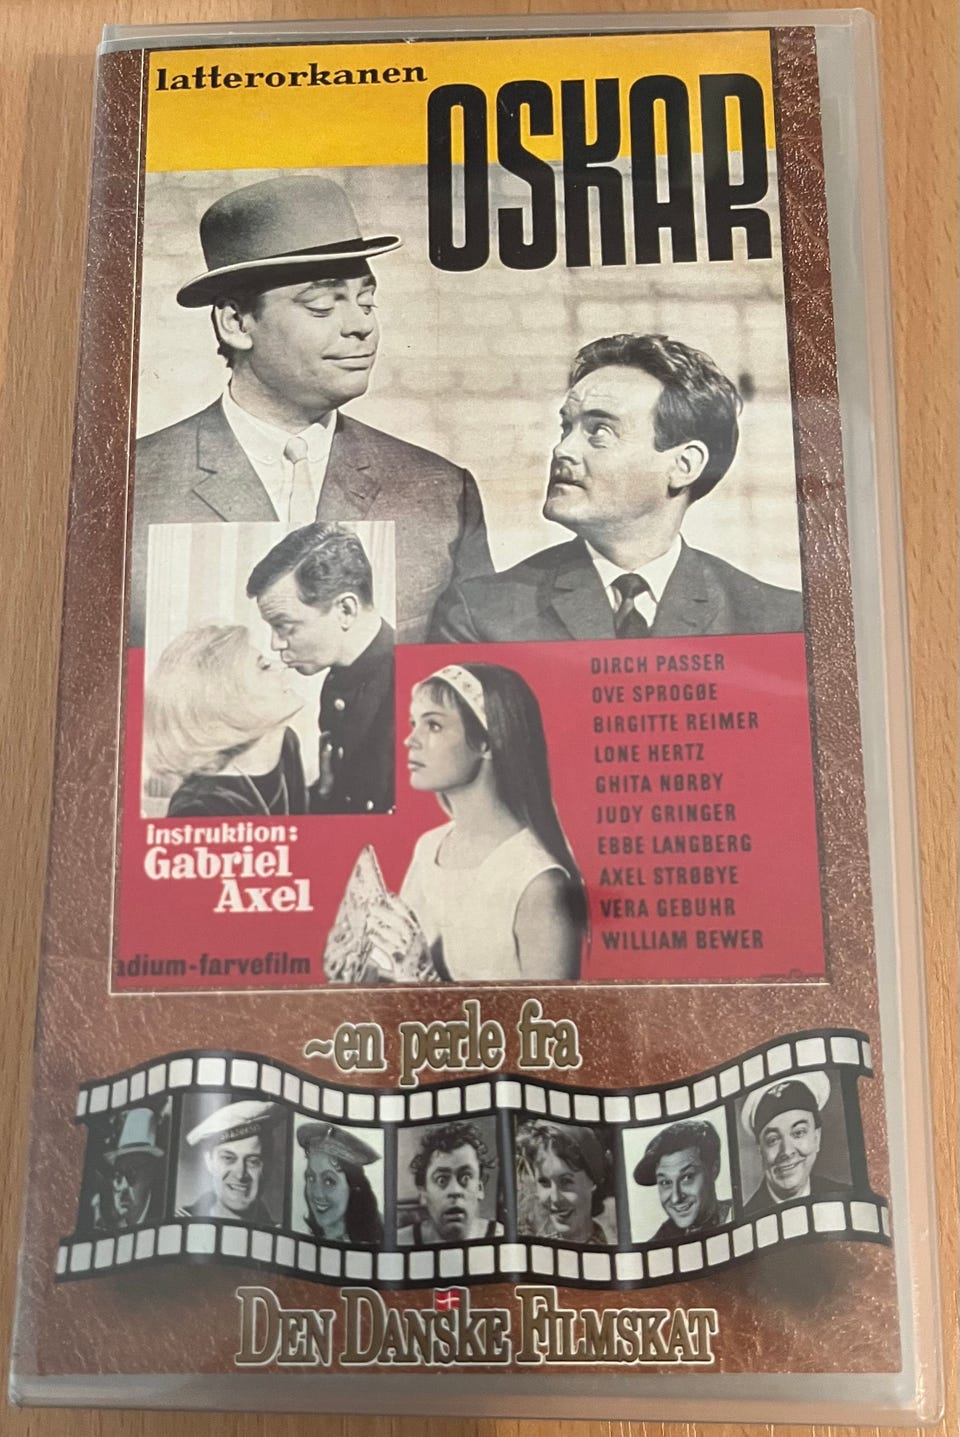 latterorkanen
OSKAR
DIRCH PASSER
OVE SPROGØE
BIRGITTE REIMER
LONE HERTZ
GHITA NØRBY
JUDY GRINGER
EBBE LANGBERG
AXEL STRØBYE
VERA GEBUHR
WILLIAM BEWER
instruktion:
Gabriel
Axel
adium-farvefilm
~en perle fra
DEN DANSKE FILMSKAT